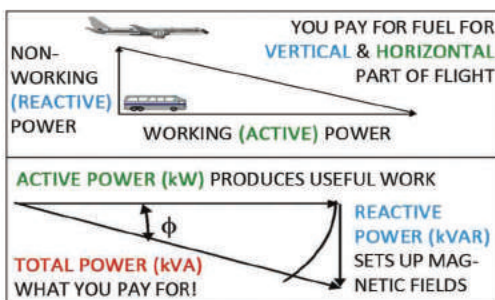 YOU PAY FOR FUEL FOR
VERTICAL & HORIZONTAL
PART OF FLIGHT
NON-
WORKING
(REACTIVE)
POWER
WORKING (ACTIVE) POWER
ACTIVE POWER (kW) PRODUCES USEFUL WORK
ϕ
REACTIVE
POWER (kVAR)
SETS UP MAG-
NETIC FIELDS
TOTAL POWER (kVA)
WHAT YOU PAY FOR!